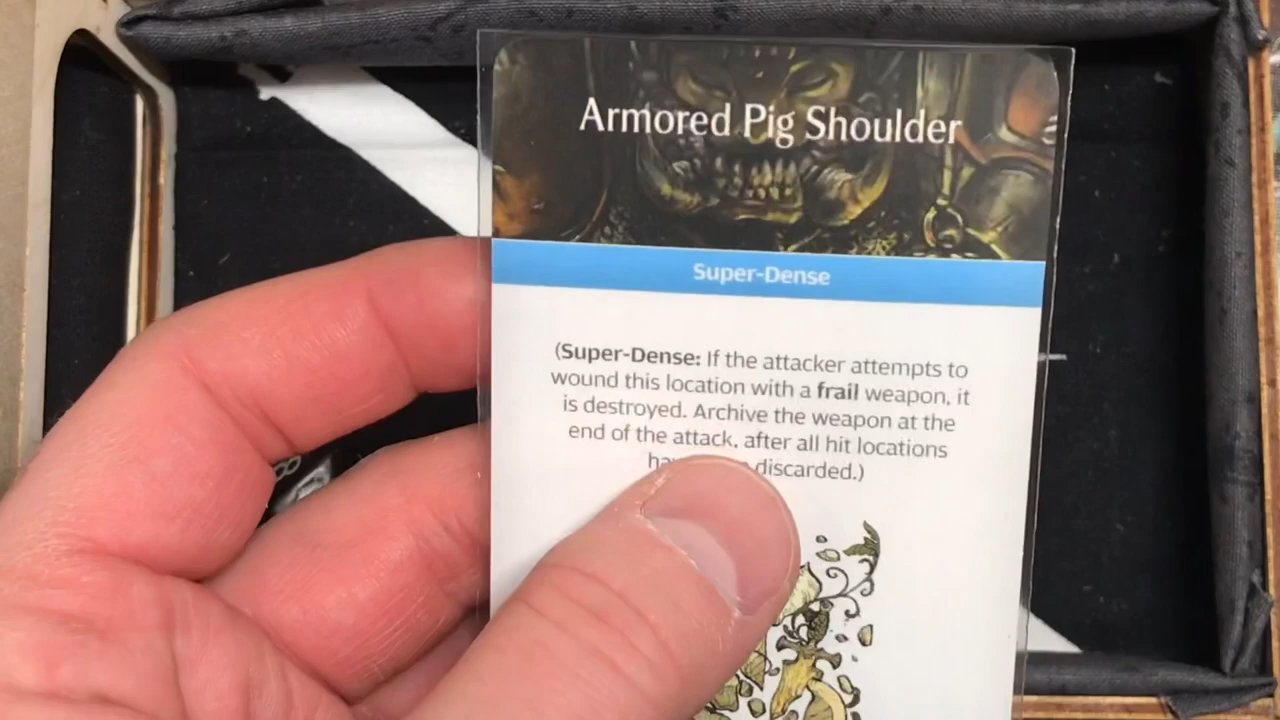 Armored Pig Shoulder
Super-Dense
(Super-Dense: If the attacker attempts to
wound this location with a frail weapon, it
is destroyed. Archive the weapon at the
end of the attack, after all hit locations
discarded.)
8